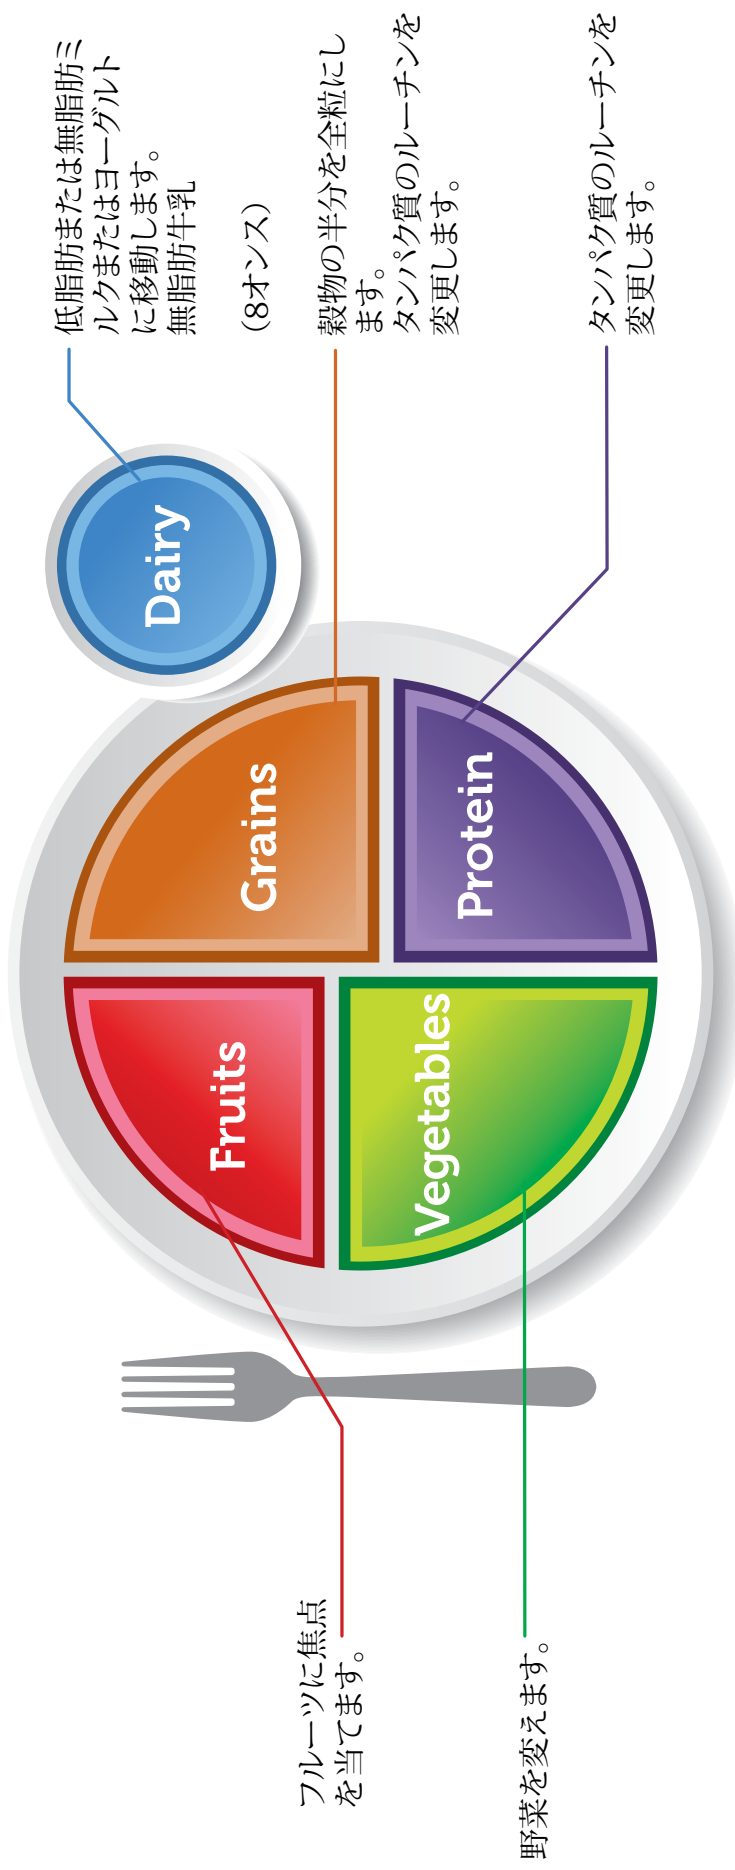 低脂肪または無脂肪ミ
ルクまたはヨーグルト
に移動します。
無脂肪牛乳
（8オンス）
Dairy
穀物の半分を全粒にし
ます。
タンパク質のルーチンを
変更します。
タンパク質のルーチンを
変更します。
Fruits
Grains
Vegetables
Protein
フルーツに焦点
を当てます。
野菜を変えます。